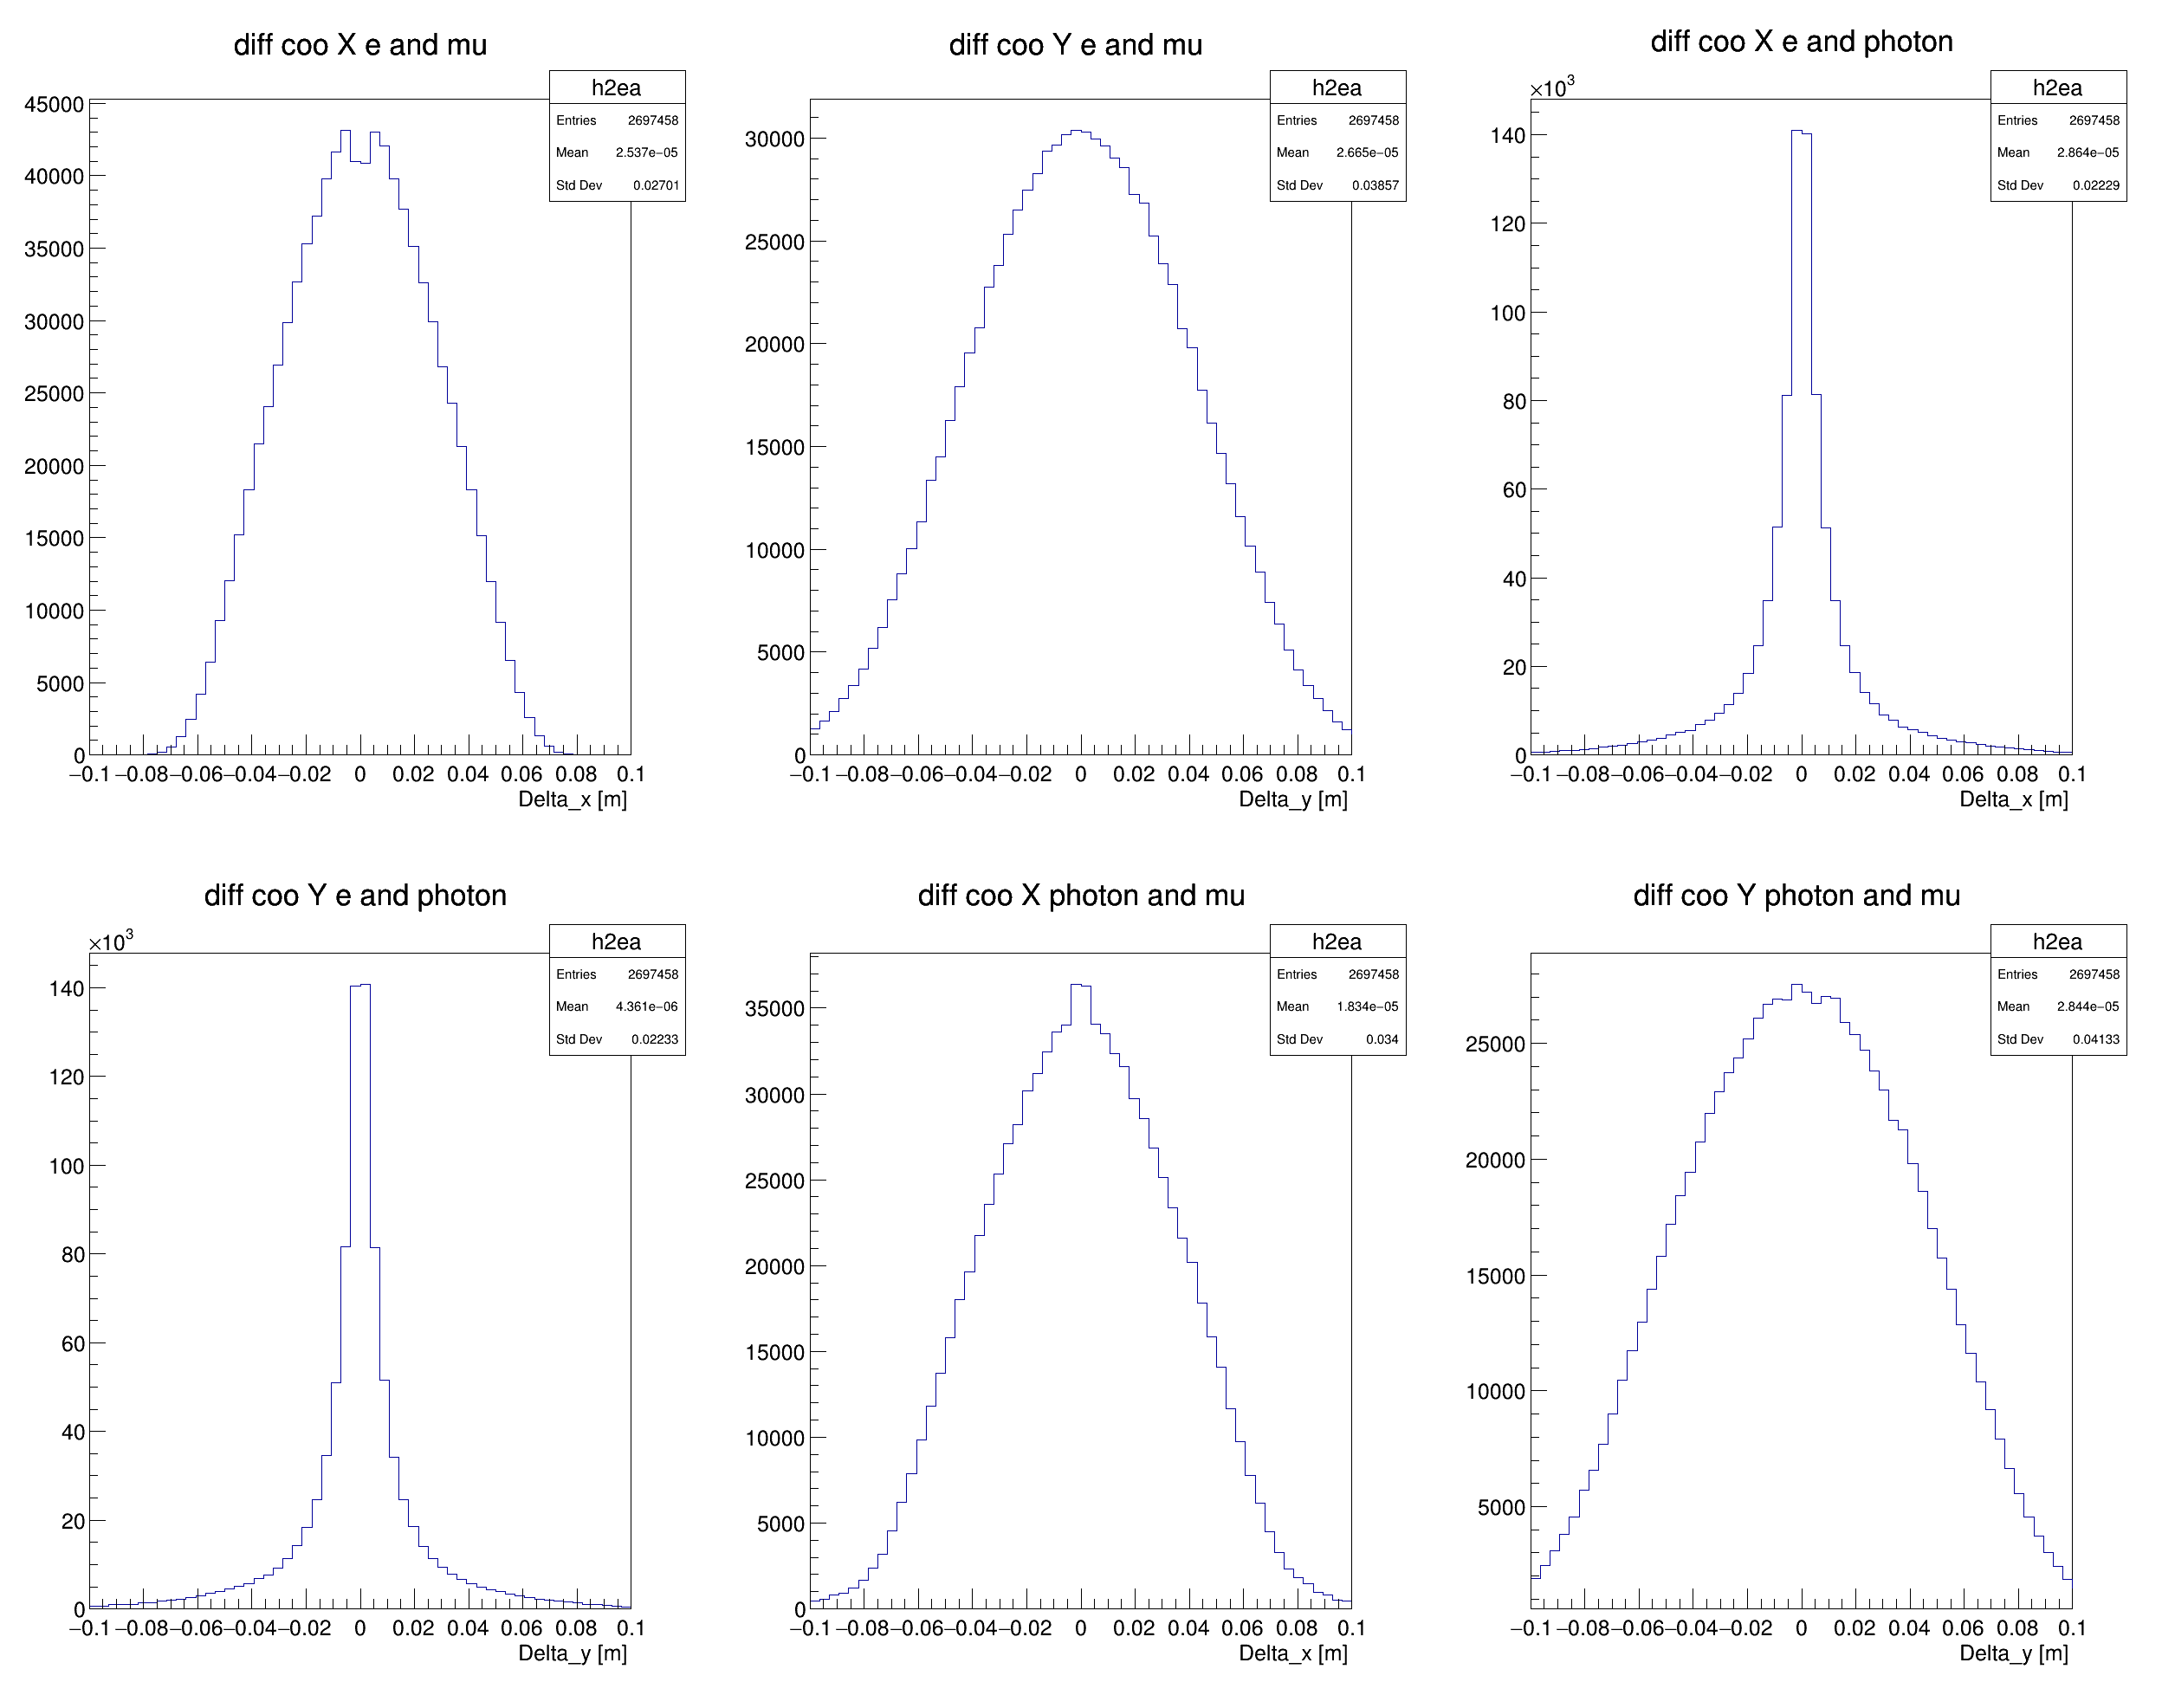 diff coo X e and mu
h2ea
Entries 2697458
Mean 2.537e−05
Std Dev 0.02701
45000
40000
35000
30000
25000
20000
15000
10000
5000
0
−0.1 −0.08 −0.06 −0.04 −0.02 0 0.02 0.04 0.06 0.08 0.1
Delta_x [m]
diff coo Y e and mu
h2ea
Entries 2697458
Mean 2.665e−05
Std Dev 0.03857
30000
25000
20000
15000
10000
5000
0
−0.1 −0.08 −0.06 −0.04 −0.02 0 0.02 0.04 0.06 0.08 0.1
Delta_y [m]
diff coo X e and photon
×10³
h2ea
Entries 2697458
Mean 2.864e−05
Std Dev 0.02229
140
120
100
80
60
40
20
0
−0.1 −0.08 −0.06 −0.04 −0.02 0 0.02 0.04 0.06 0.08 0.1
Delta_x [m]
diff coo Y e and photon
×10³
h2ea
Entries 2697458
Mean 4.361e−06
Std Dev 0.02233
140
120
100
80
60
40
20
0
−0.1 −0.08 −0.06 −0.04 −0.02 0 0.02 0.04 0.06 0.08 0.1
Delta_y [m]
diff coo X photon and mu
h2ea
Entries 2697458
Mean 1.834e−05
Std Dev 0.034
35000
30000
25000
20000
15000
10000
5000
0
−0.1 −0.08 −0.06 −0.04 −0.02 0 0.02 0.04 0.06 0.08 0.1
Delta_x [m]
diff coo Y photon and mu
h2ea
Entries 2697458
Mean 2.844e−05
Std Dev 0.04133
25000
20000
15000
10000
5000
−0.1 −0.08 −0.06 −0.04 −0.02 0 0.02 0.04 0.06 0.08 0.1
Delta_y [m]